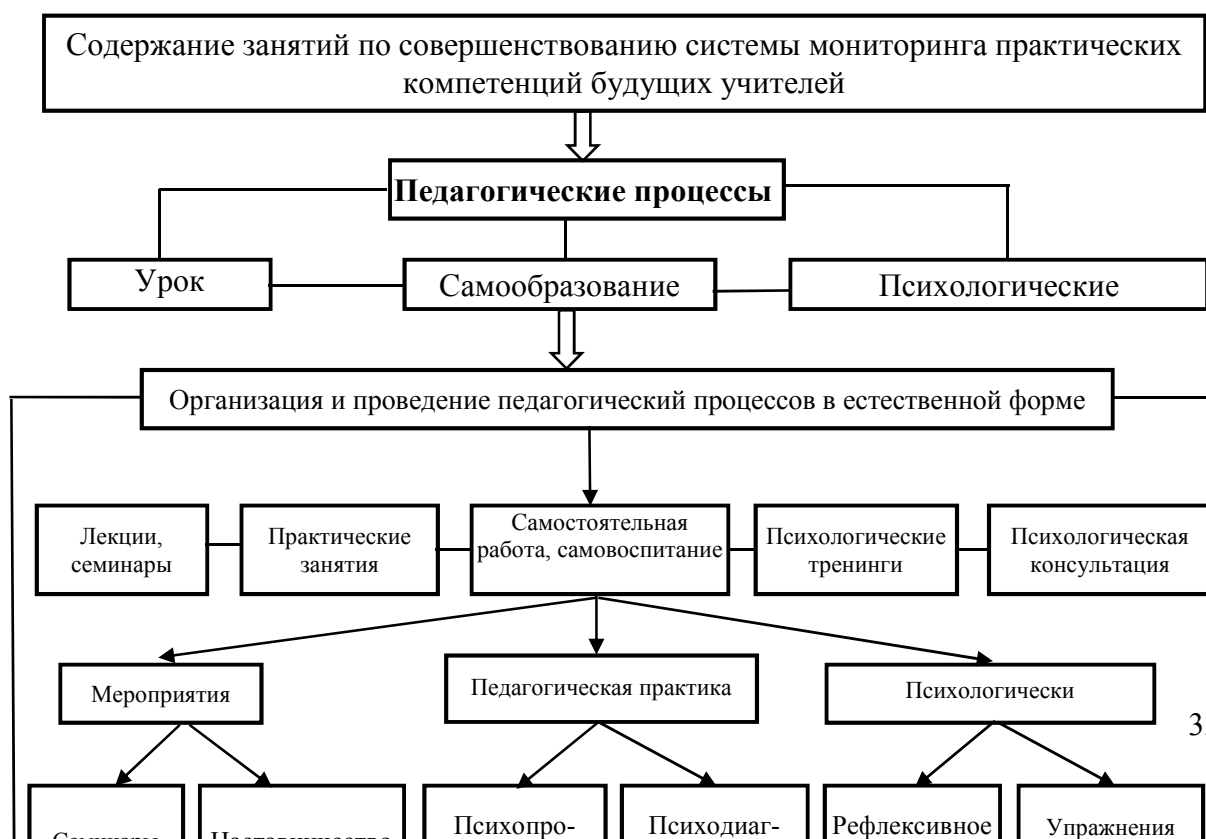 Содержание занятий по совершенствованию системы мониторинга практических
компетенций будущих учителей
Педагогические процессы
Урок
Самообразование
Психологические
Организация и проведение педагогический процессов в естественной форме
Лекции,
семинары
Практические
занятия
Самостоятельная
работа, самовоспитание
Психологические
тренинги
Психологическая
консультация
Мероприятия
Педагогическая практика
Психологически
3
Психопро-
Психодиаг-
Рефлексивное
Упражнения